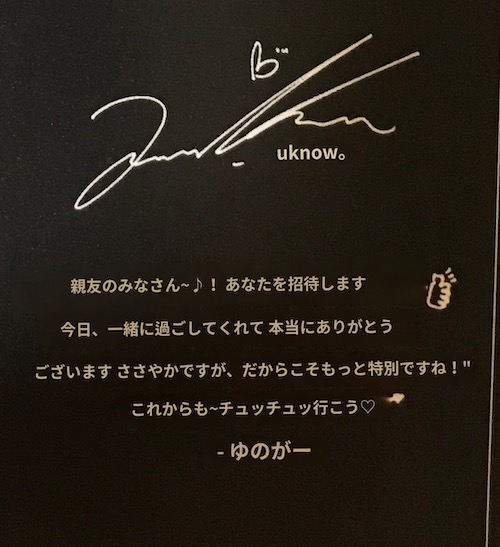 uknow。
親友のみなさん~♪！あなたを招待します
今日、一緒に過ごしてくれて 本当にありがとう
ございます ささやかですが、だからこそもっと特別ですね！"
これからも~チュッチュッ行こう♡
- ゆのがー